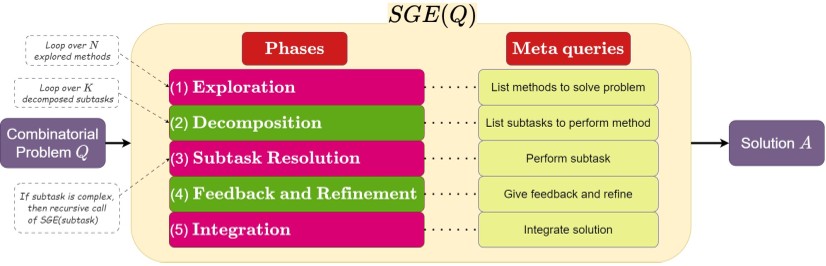 SGE(Q)
Phases
Meta queries
Loop over N
explored methods
Loop over K
decomposed subtasks
Combinatorial
Problem Q
If subtask is complex,
then recursive call
of SGE(subtask)
(1) Exploration
List methods to solve problem
(2) Decomposition
List subtasks to perform method
(3) Subtask Resolution
Perform subtask
(4) Feedback and Refinement
Give feedback and refine
(5) Integration
Integrate solution
Solution A